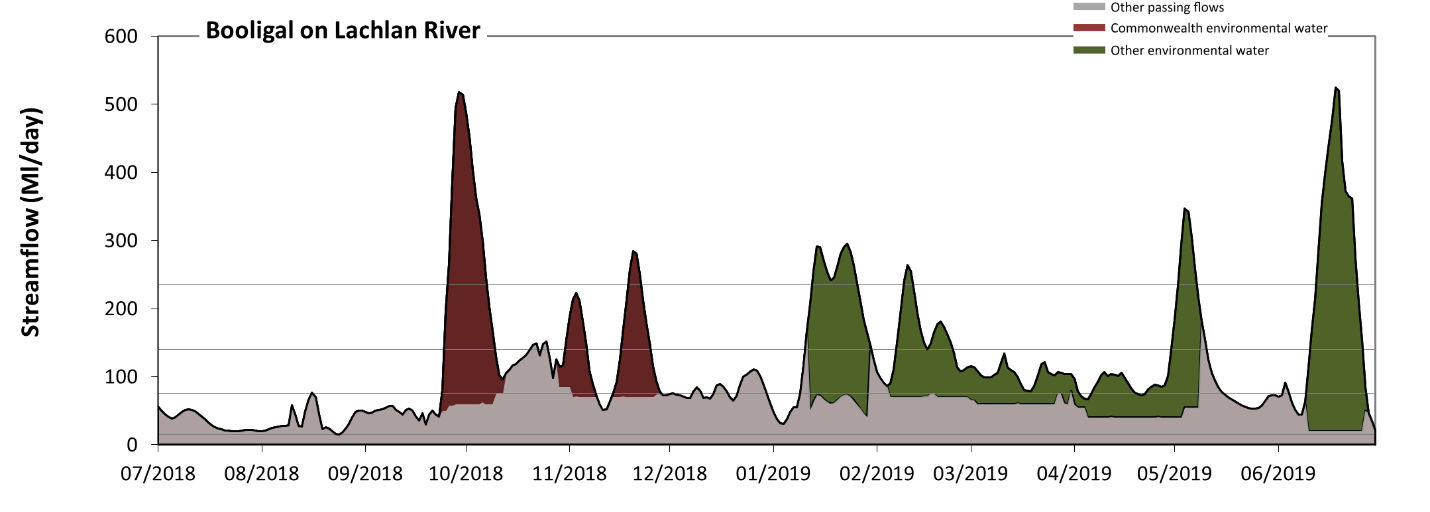 Other passing flows
Commonwealth environmental water
Other environmental water
Booligal on Lachlan River
Streamflow (Ml/day)
600
500
400
300
200
100
0
07/2018 08/2018 09/2018 10/2018 11/2018 12/2018 01/2019 02/2019 03/2019 04/2019 05/2019 06/2019